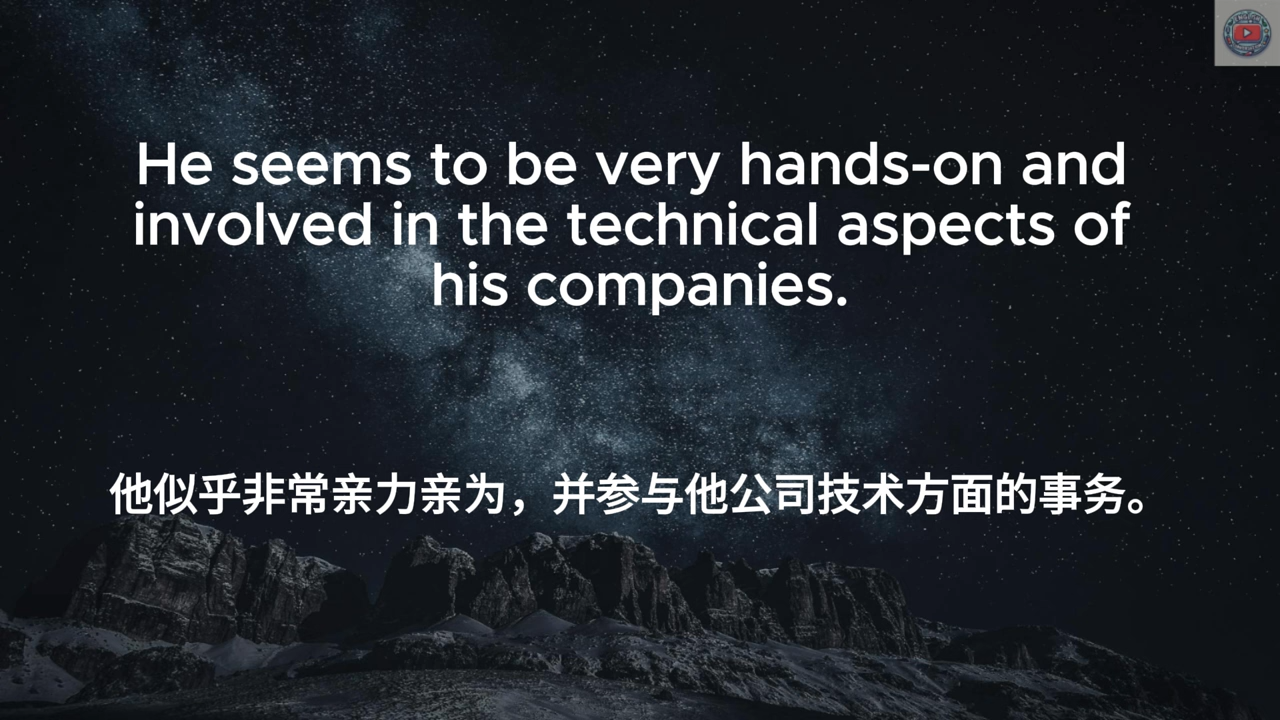 He seems to be very hands-on and
involved in the technical aspects of
his companies.
他似乎非常亲力亲为，并参与他公司技术方面的事务。